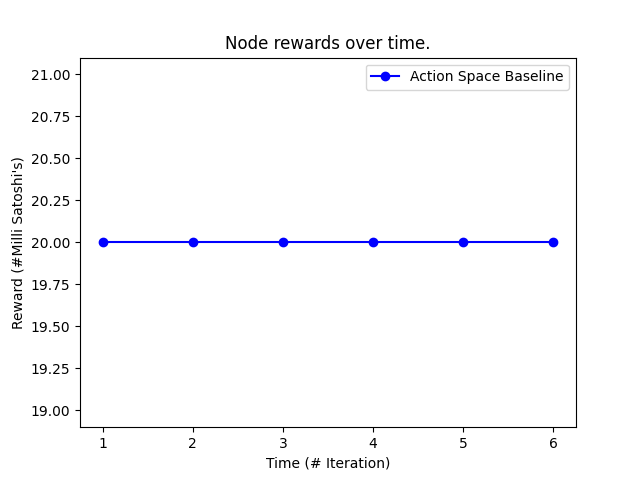 Node rewards over time.
Action Space Baseline
21.00
20.75
20.50
20.25
20.00
19.75
19.50
19.25
19.00
Reward (#Milli Satoshi's)
1 2 3 4 5 6
Time (# Iteration)